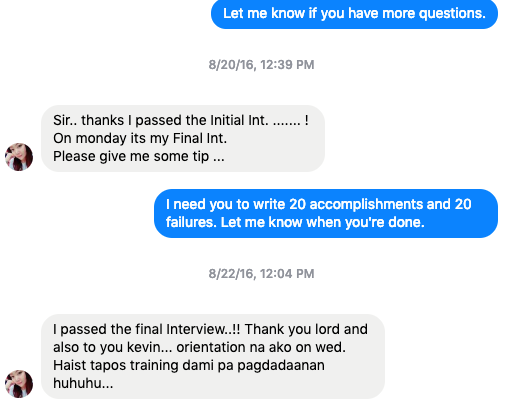 Let me know if you have more questions.
8/20/16, 12:39 PM
Sir.. thanks I passed the Initial Int. ....... !
On monday its my Final Int.
Please give me some tip ...
I need you to write 20 accomplishments and 20
failures. Let me know when you're done.
8/22/16, 12:04 PM
I passed the final Interview..!! Thank you lord and
also to you kevin... orientation na ako on wed.
Haist tapos training dami pa pagdadaanan
huhuhu...